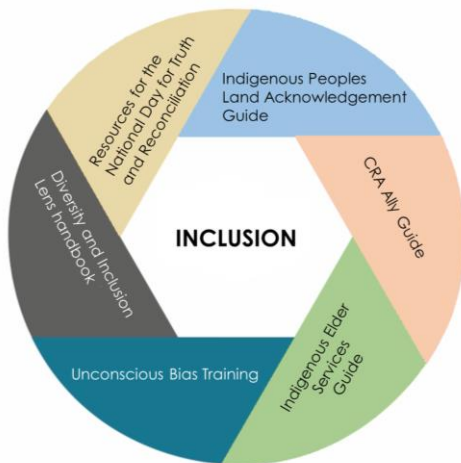 Indigenous Peoples
Land Acknowledgement
Guide
CRA Ally Guide
Indigenous Elder
Services
Guide
Unconscious Bias Training
Diversity and Inclusion
Lens handbook
Resources for the
National Day for Truth
and Reconciliation
INCLUSION